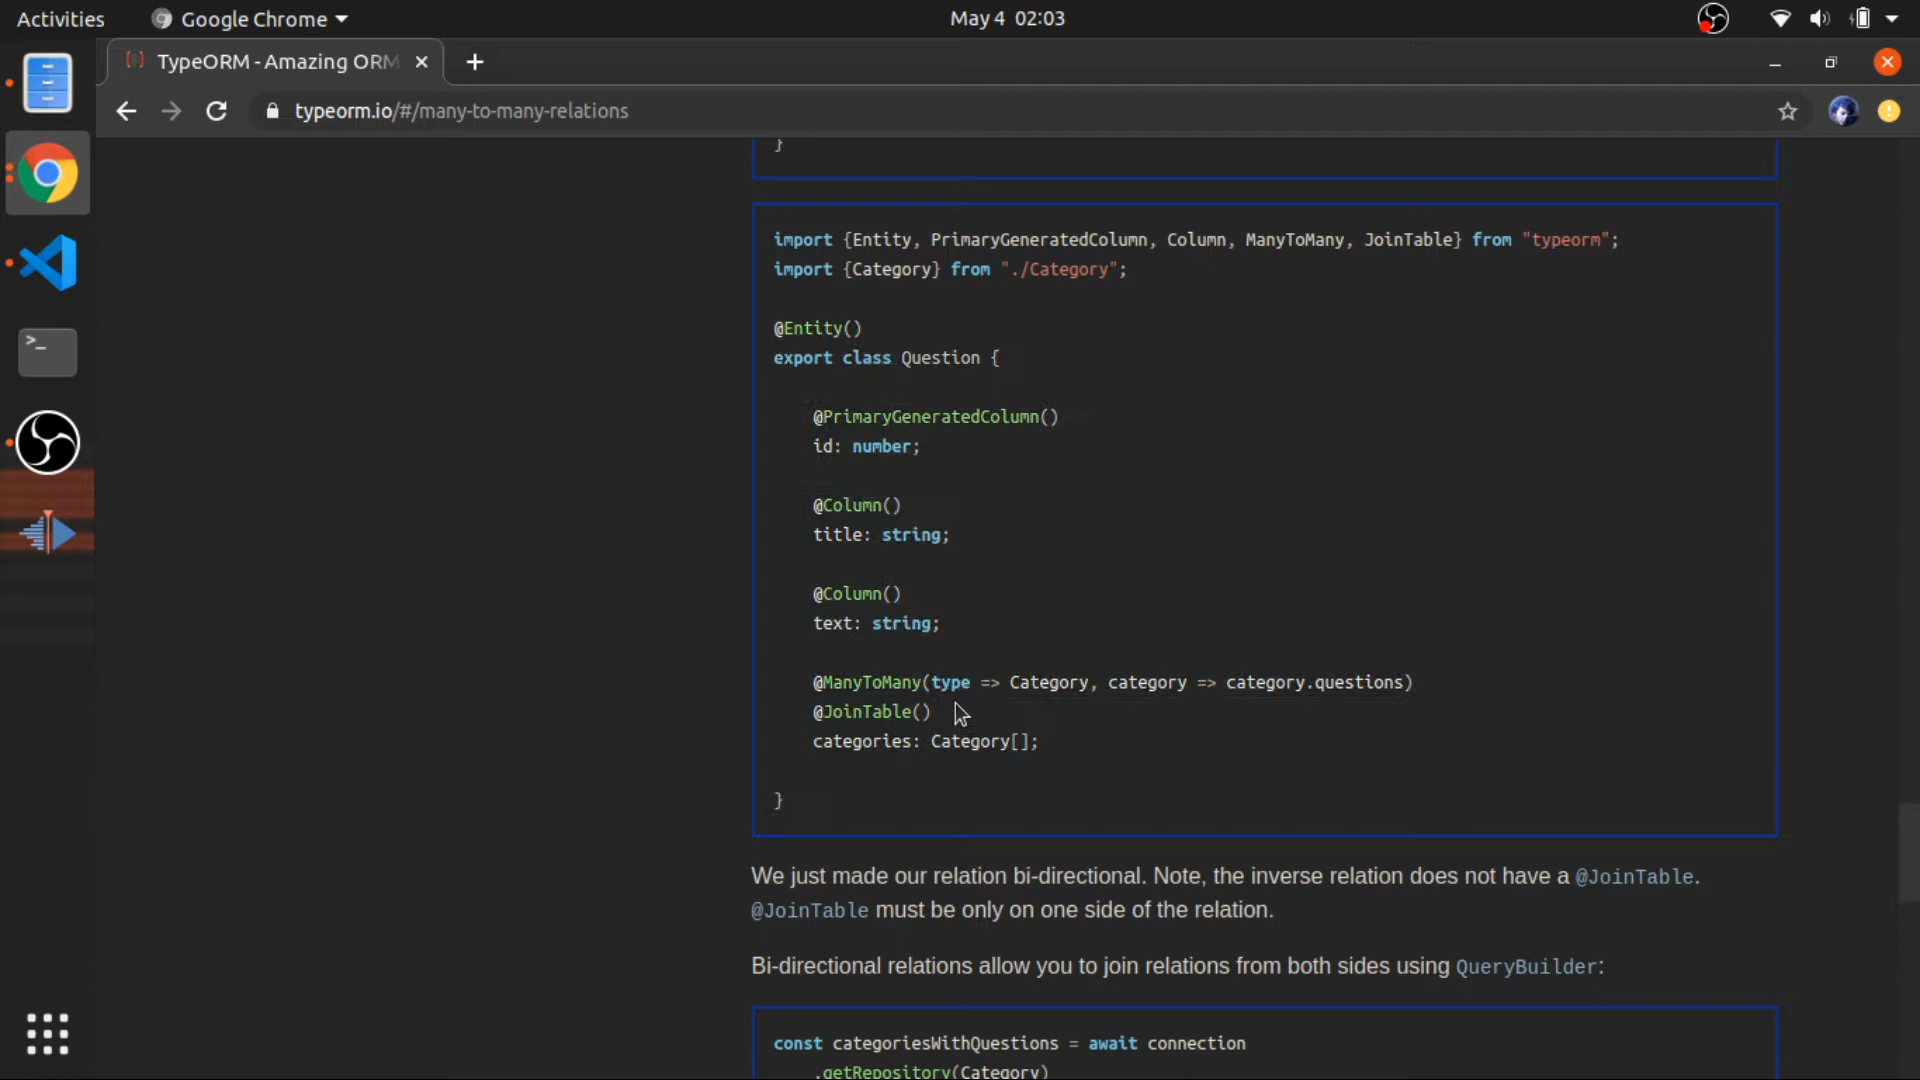 Activities Google Chrome May 4 02:03
TypeORM - Amazing ORM
typeorm.io/#/many-to-many-relations
}
import {Entity, PrimaryGeneratedColumn, Column, ManyToMany, JoinTable} from "typeorm";
import {Category} from "./Category";
@Entity()
export class Question {
@PrimaryGeneratedColumn()
id: number;
@Column()
title: string;
@Column()
text: string;
@ManyToMany(type => Category, category => category.questions)
@JoinTable()
categories: Category[];
}
We just made our relation bi-directional. Note, the inverse relation does not have a @JoinTable.
@JoinTable must be only on one side of the relation.
Bi-directional relations allow you to join relations from both sides using QueryBuilder:
const categoriesWithQuestions = await connection
.getRepository(Category)